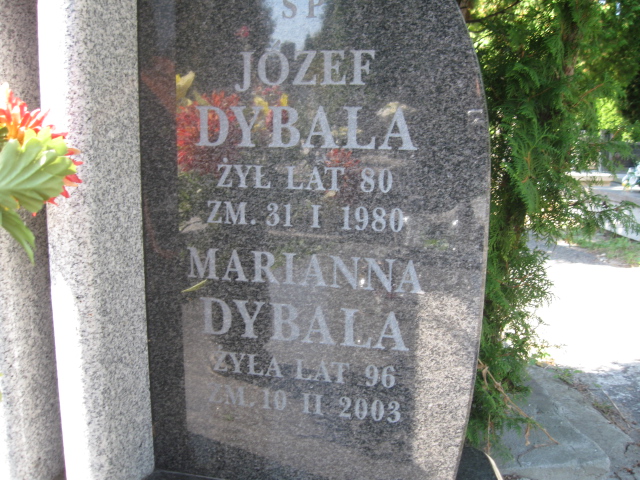 S P
JÓZEF
DYBAŁA
ŻYŁ LAT 80
ZM. 31 I 1980
MARIANNA
DYBAŁA
ŻYŁA LAT 96
ZM. 10 II 2003